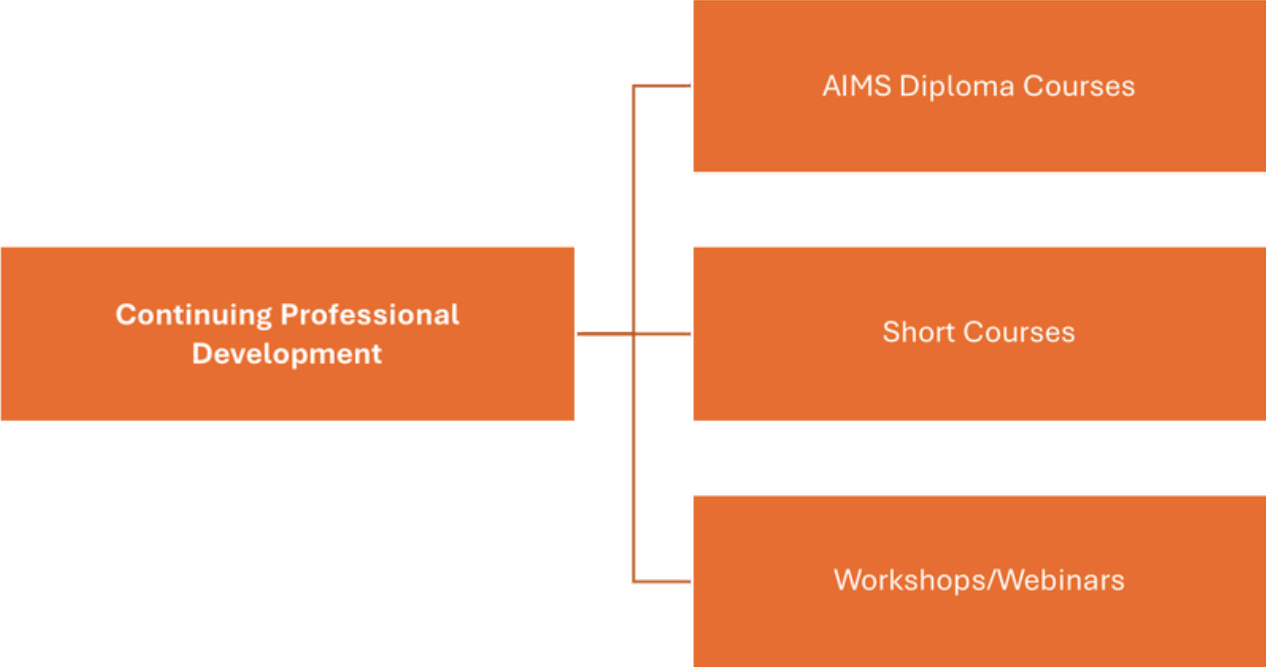 Continuing Professional
Development
AIMS Diploma Courses
Short Courses
Workshops/Webinars